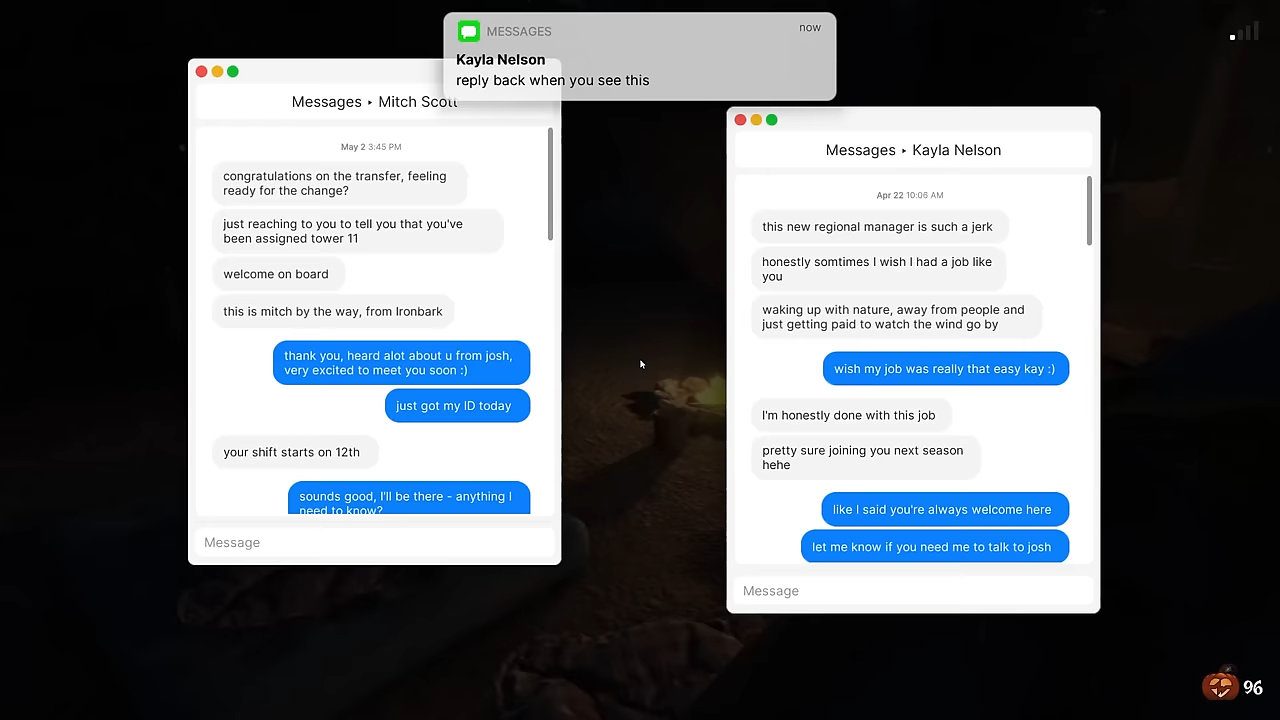 MESSAGES
now
Kayla Nelson
reply back when you see this
Messages ‣ Mitch Scott
May 2 3:45 PM
congratulations on the transfer, feeling
ready for the change?
just reaching to you to tell you that you've
been assigned tower 11
welcome on board
this is mitch by the way, from Ironbark
thank you, heard alot about u from josh,
very excited to meet you soon :)
just got my ID today
your shift starts on 12th
sounds good, I'll be there - anything I
need to know?
Message
Messages ‣ Kayla Nelson
Apr 22 10:06 AM
this new regional manager is such a jerk
honestly somtimes I wish I had a job like
you
waking up with nature, away from people and
just getting paid to watch the wind go by
wish my job was really that easy kay :)
I'm honestly done with this job
pretty sure joining you next season
hehe
like I said you're always welcome here
let me know if you need me to talk to josh
Message
96